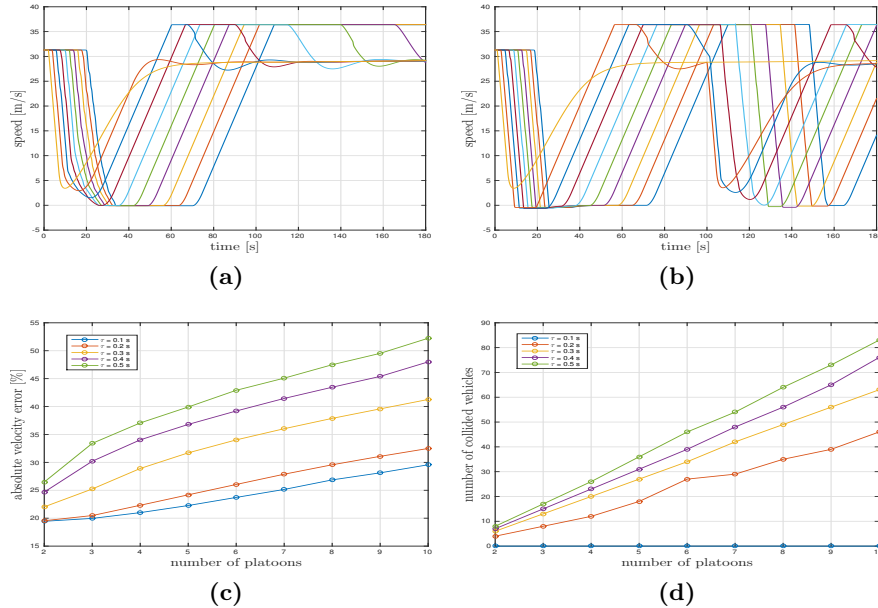 40
35
30
25
20
15
10
5
0
-5
speed [m/s]
0 20 40 60 80 100 120 140 160 180
time [s]
(a)
40
35
30
25
20
15
10
5
0
-5
speed [m/s]
0 20 40 60 80 100 120 140 160 180
time [s]
(b)
55
50
45
40
35
30
25
20
15
absolute velocity error [%]
τ = 0.1 s
τ = 0.2 s
τ = 0.3 s
τ = 0.4 s
τ = 0.5 s
2 3 4 5 6 7 8 9 10
number of platoons
(c)
90
80
70
60
50
40
30
20
10
0
number of collided vehicles
τ = 0.1 s
τ = 0.2 s
τ = 0.3 s
τ = 0.4 s
τ = 0.5 s
2 3 4 5 6 7 8 9 1
number of platoons
(d)